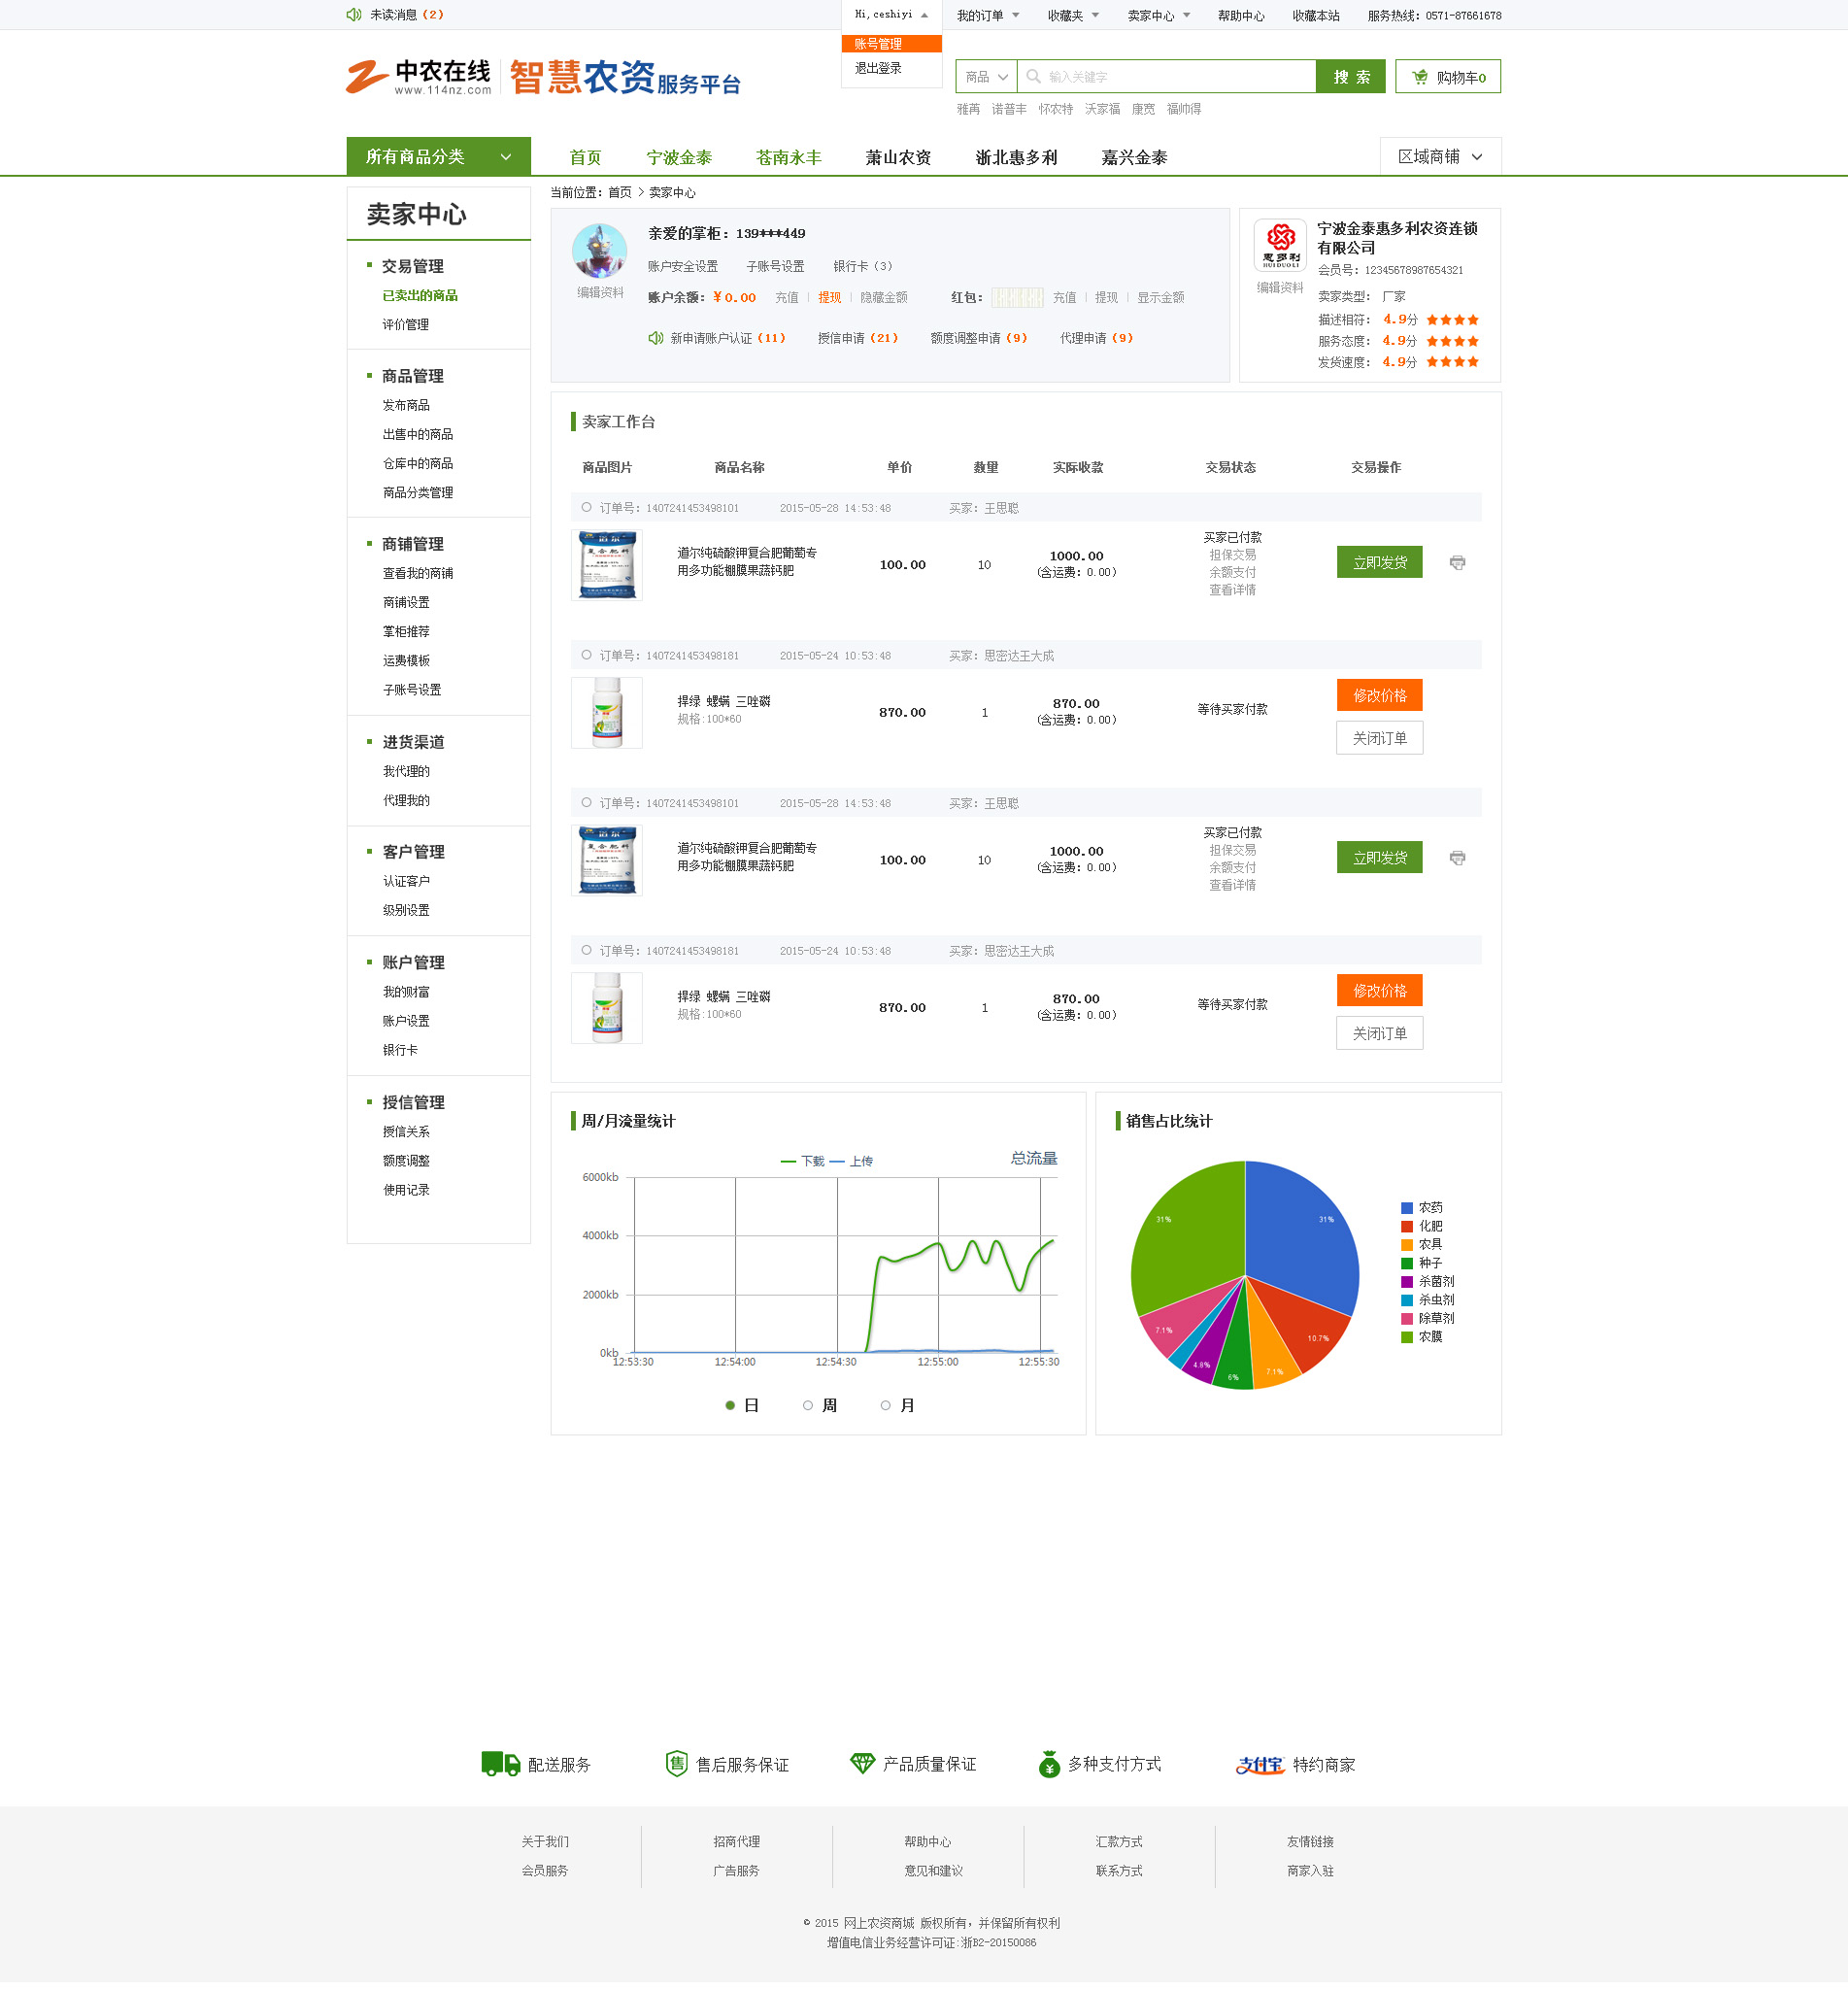 未读消息（2）
Hi,ceshiyi
我的订单
收藏夹
卖家中心
帮助中心
收藏本站
服务热线：0571-87661678
账号管理
退出登录
中农在线
www.114nz.com
智慧农资服务平台
商品
输入关键字
搜 索
购物车0
雅苒 诺普丰 怀农特 沃家福 康宽 福帅得
所有商品分类
首页
宁波金泰
苍南永丰
萧山农资
浙北惠多利
嘉兴金泰
区域商铺
卖家中心
交易管理
已卖出的商品
评价管理
商品管理
发布商品
出售中的商品
仓库中的商品
商品分类管理
商铺管理
查看我的商铺
商铺设置
掌柜推荐
运费模板
子账号设置
进货渠道
我代理的
代理我的
客户管理
认证客户
级别设置
账户管理
我的财富
账户设置
银行卡
授信管理
授信关系
额度调整
使用记录
当前位置：首页 > 卖家中心
编辑资料
亲爱的掌柜：139***449
账户安全设置 子账号设置 银行卡（3）
账户余额：¥0.00 充值 提现 隐藏金额 红包： 充值 提现 显示金额
新申请账户认证（11） 授信申请（21） 额度调整申请（9） 代理申请（9）
惠多利
HUIDUOLI
编辑资料
宁波金泰惠多利农资连锁
有限公司
会员号：12345678987654321
卖家类型： 厂家
描述相符： 4.9分
服务态度： 4.9分
发货速度： 4.9分
卖家工作台
商品图片 商品名称 单价 数里 实际收款 交易状态 交易操作
订单号：1407241453498101 2015-05-28 14:53:48 买家：王思聪
复合肥料
道尔纯硫酸钾复合肥葡萄专
用多功能棚膜果蔬钙肥
100.00
10
1000.00
（含运费：0.00）
买家已付款
担保交易
余额支付
查看详情
立即发货
订单号：1407241453498181 2015-05-24 10:53:48 买家：思密达王大成
捍绿 螺螨 三唑磷
规格:100*60
870.00
1
870.00
（含运费：0.00）
等待买家付款
修改价格
关闭订单
订单号：1407241453498101 2015-05-28 14:53:48 买家：王思聪
复合肥料
道尔纯硫酸钾复合肥葡萄专
用多功能棚膜果蔬钙肥
100.00
10
1000.00
（含运费：0.00）
买家已付款
担保交易
余额支付
查看详情
立即发货
订单号：1407241453498181 2015-05-24 10:53:48 买家：思密达王大成
捍绿 螺螨 三唑磷
规格:100*60
870.00
1
870.00
（含运费：0.00）
等待买家付款
修改价格
关闭订单
周/月流量统计
下载 上传
总流量
6000kb
4000kb
2000kb
0kb
12:53:30 12:54:00 12:54:30 12:55:00 12:55:30
日 周 月
销售占比统计
31%
31%
10.7%
7.1%
6%
4.8%
7.1%
农药
化肥
农具
种子
杀菌剂
杀虫剂
除草剂
农膜
配送服务
售
售后服务保证
产品质量保证
¥
多种支付方式
支付宝
特约商家
关于我们 招商代理 帮助中心 汇款方式 友情链接
会员服务 广告服务 意见和建议 联系方式 商家入驻
© 2015 网上农资商城 版权所有，并保留所有权利
增值电信业务经营许可证:浙B2-20150086